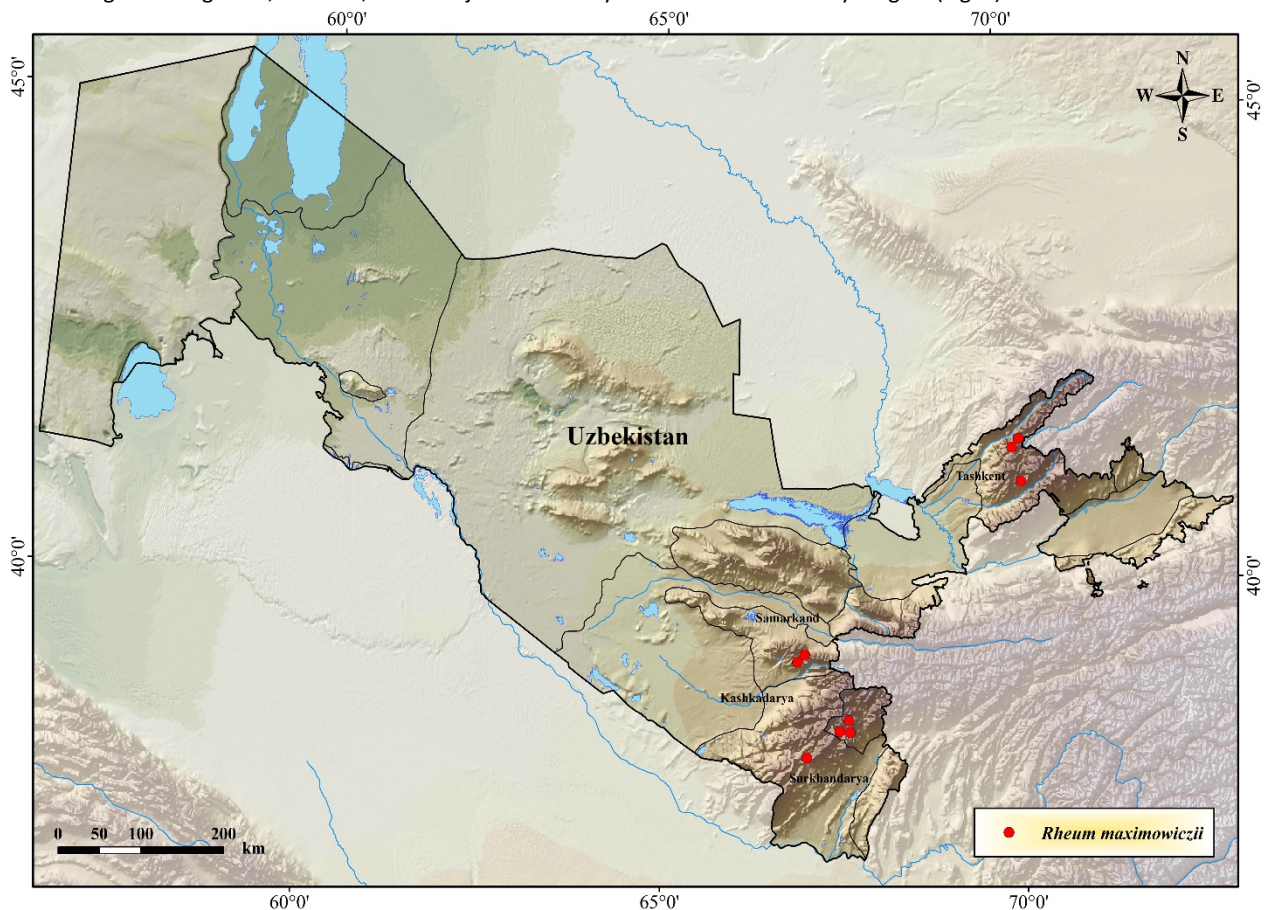 60°0'
65°0'
70°0'
45°0'
N
W E
S
45°0'
Uzbekistan
Tashkent
40°0'
40°0'
Samarkand
Kashkadarya
Surkhandarya
0 50 100 200
km
Rheum maximowiczii
60°0'
65°0'
70°0'